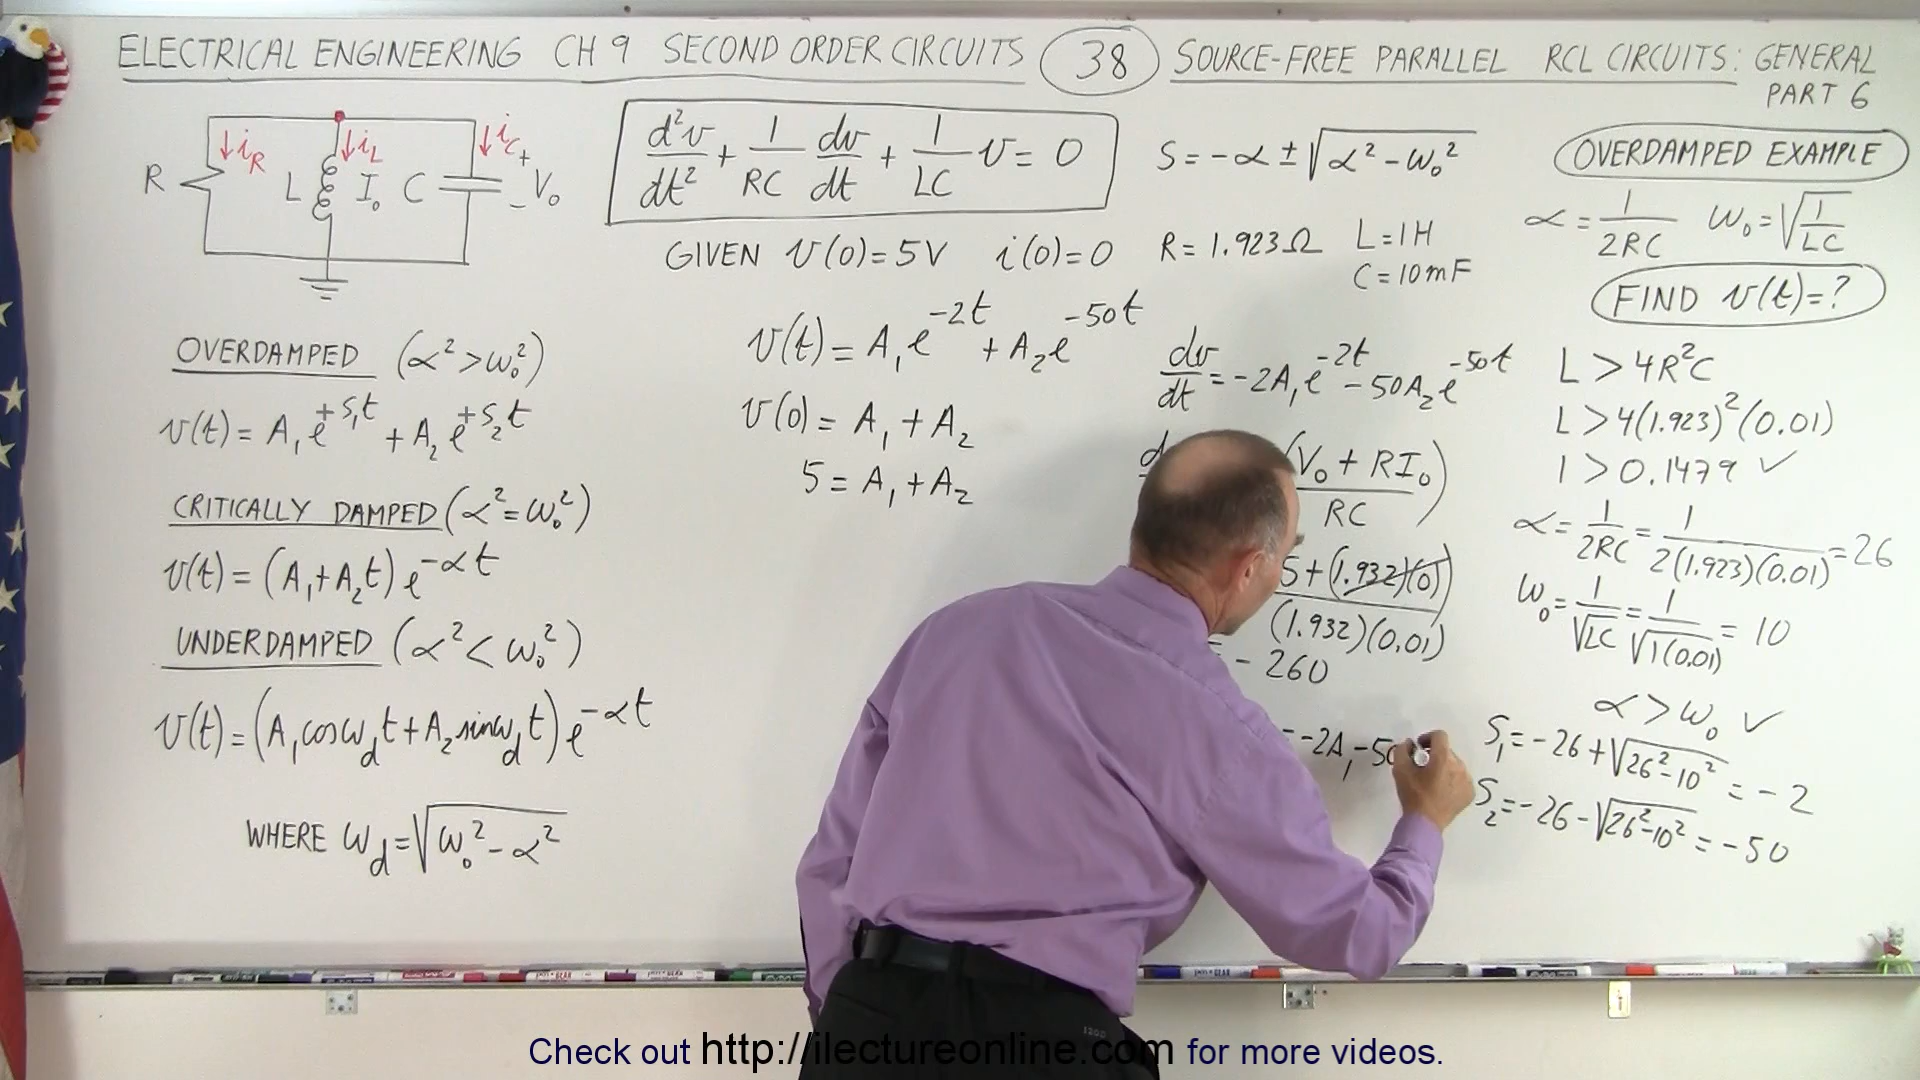 ELECTRICAL ENGINEERING CH 9 SECOND ORDER CIRCUITS 38 SOURCE-FREE PARALLEL RCL CIRCUITS: GENERAL
PART 6
R ↓i_R L ↓i_L I₀ C ↓i_C + − V₀
d²v/dt² + 1/RC dv/dt + 1/LC v = 0
S = -α ± √(α² - ω₀²)
OVERDAMPED EXAMPLE
α = 1/2RC ω₀ = √(1/LC)
GIVEN v(0) = 5V i(0) = 0 R = 1.923Ω L = 1H
C = 10mF
FIND v(t) = ?
OVERDAMPED (α² > ω₀²)
v(t) = A₁e^(+S₁t) + A₂e^(+S₂t)
CRITICALLY DAMPED (α² = ω₀²)
v(t) = (A₁ + A₂t) e^(-αt)
UNDERDAMPED (α² < ω₀²)
v(t) = (A₁cosω_d t + A₂sinω_d t) e^(-αt)
WHERE ω_d = √(ω₀² - α²)
v(t) = A₁e^(-2t) + A₂e^(-50t)
v(0) = A₁ + A₂
5 = A₁ + A₂
dv/dt = -2A₁e^(-2t) - 50A₂e^(-50t)
d
(V₀ + RI₀)/RC
5 + (1.932)(0)/(1.932)(0.01)
= -260
= -2A₁ - 50
L > 4R²C
L > 4(1.923)²(0.01)
1 > 0.1479 ✓
α = 1/2RC = 1/2(1.923)(0.01) = 26
ω₀ = 1/√LC = 1/√1(0.01) = 10
α > ω₀ ✓
S₁ = -26 + √(26² - 10²) = -2
S₂ = -26 - √(26² - 10²) = -50
Check out http://ilectureonline.com for more videos.